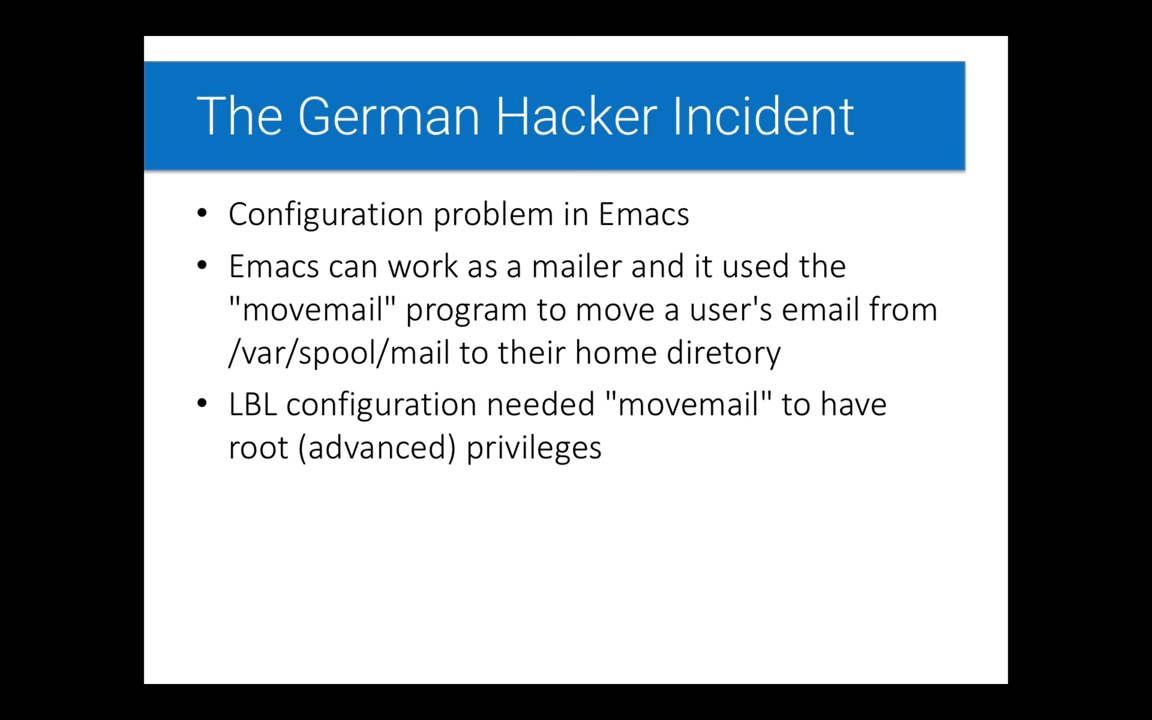 The German Hacker Incident
• Configuration problem in Emacs
• Emacs can work as a mailer and it used the
"movemail" program to move a user's email from
/var/spool/mail to their home diretory
• LBL configuration needed "movemail" to have
root (advanced) privileges